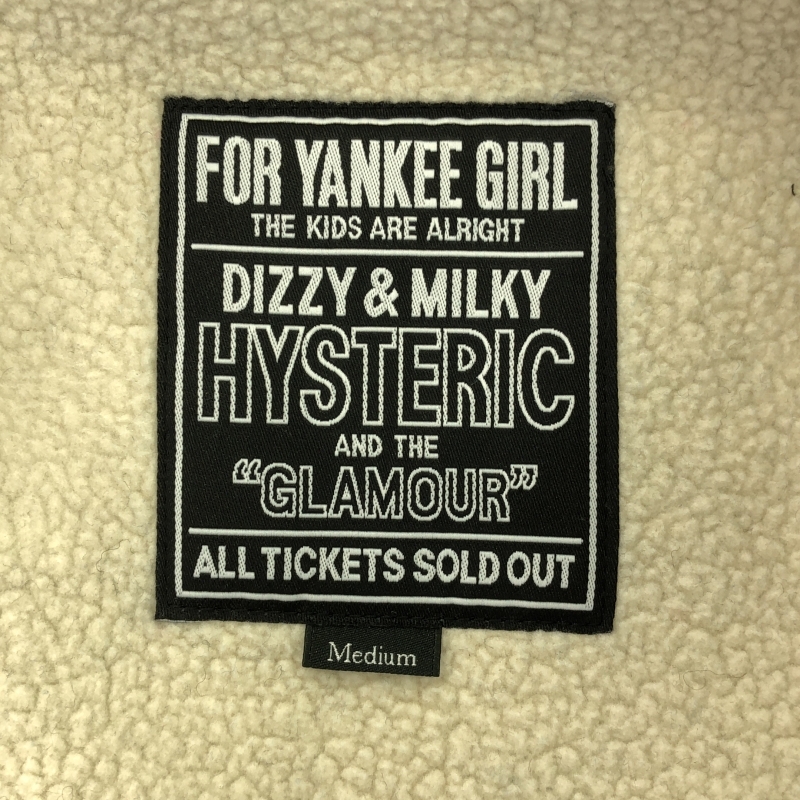 FOR YANKEE GIRL
THE KIDS ARE ALRIGHT
DIZZY & MILKY
HYSTERIC
AND THE
“GLAMOUR”
ALL TICKETS SOLD OUT
Medium